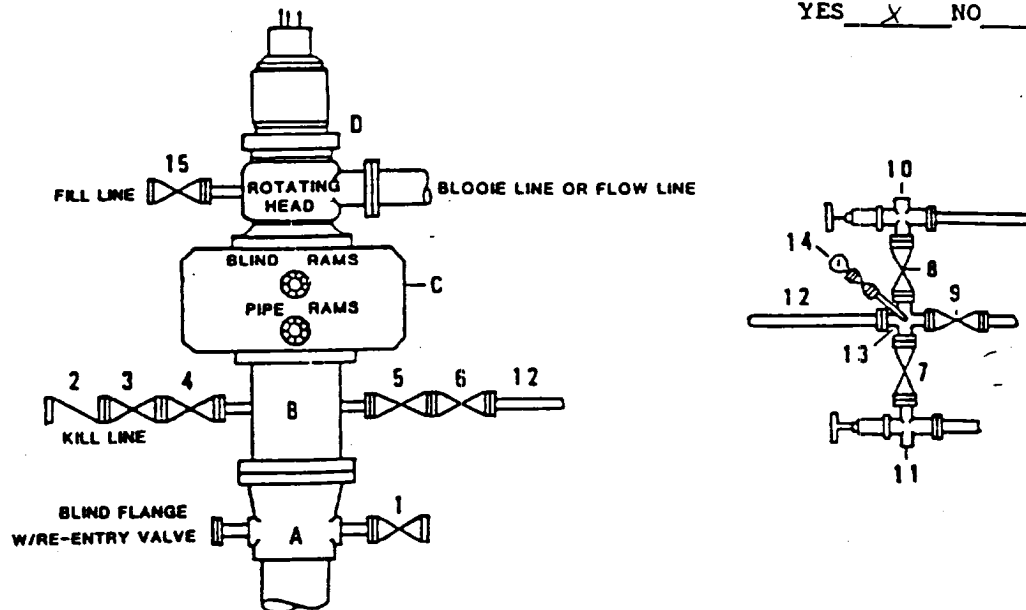 YES X NO
D
15
FILL LINE
ROTATING
HEAD
BLOOIE LINE OR FLOW LINE
BLIND RAMS
C
PIPE RAMS
2 3 4
5 6 12
B
KILL LINE
BLIND FLANGE
W/RE-ENTRY VALVE
A
1
10
14
8
12
9
13
7
11